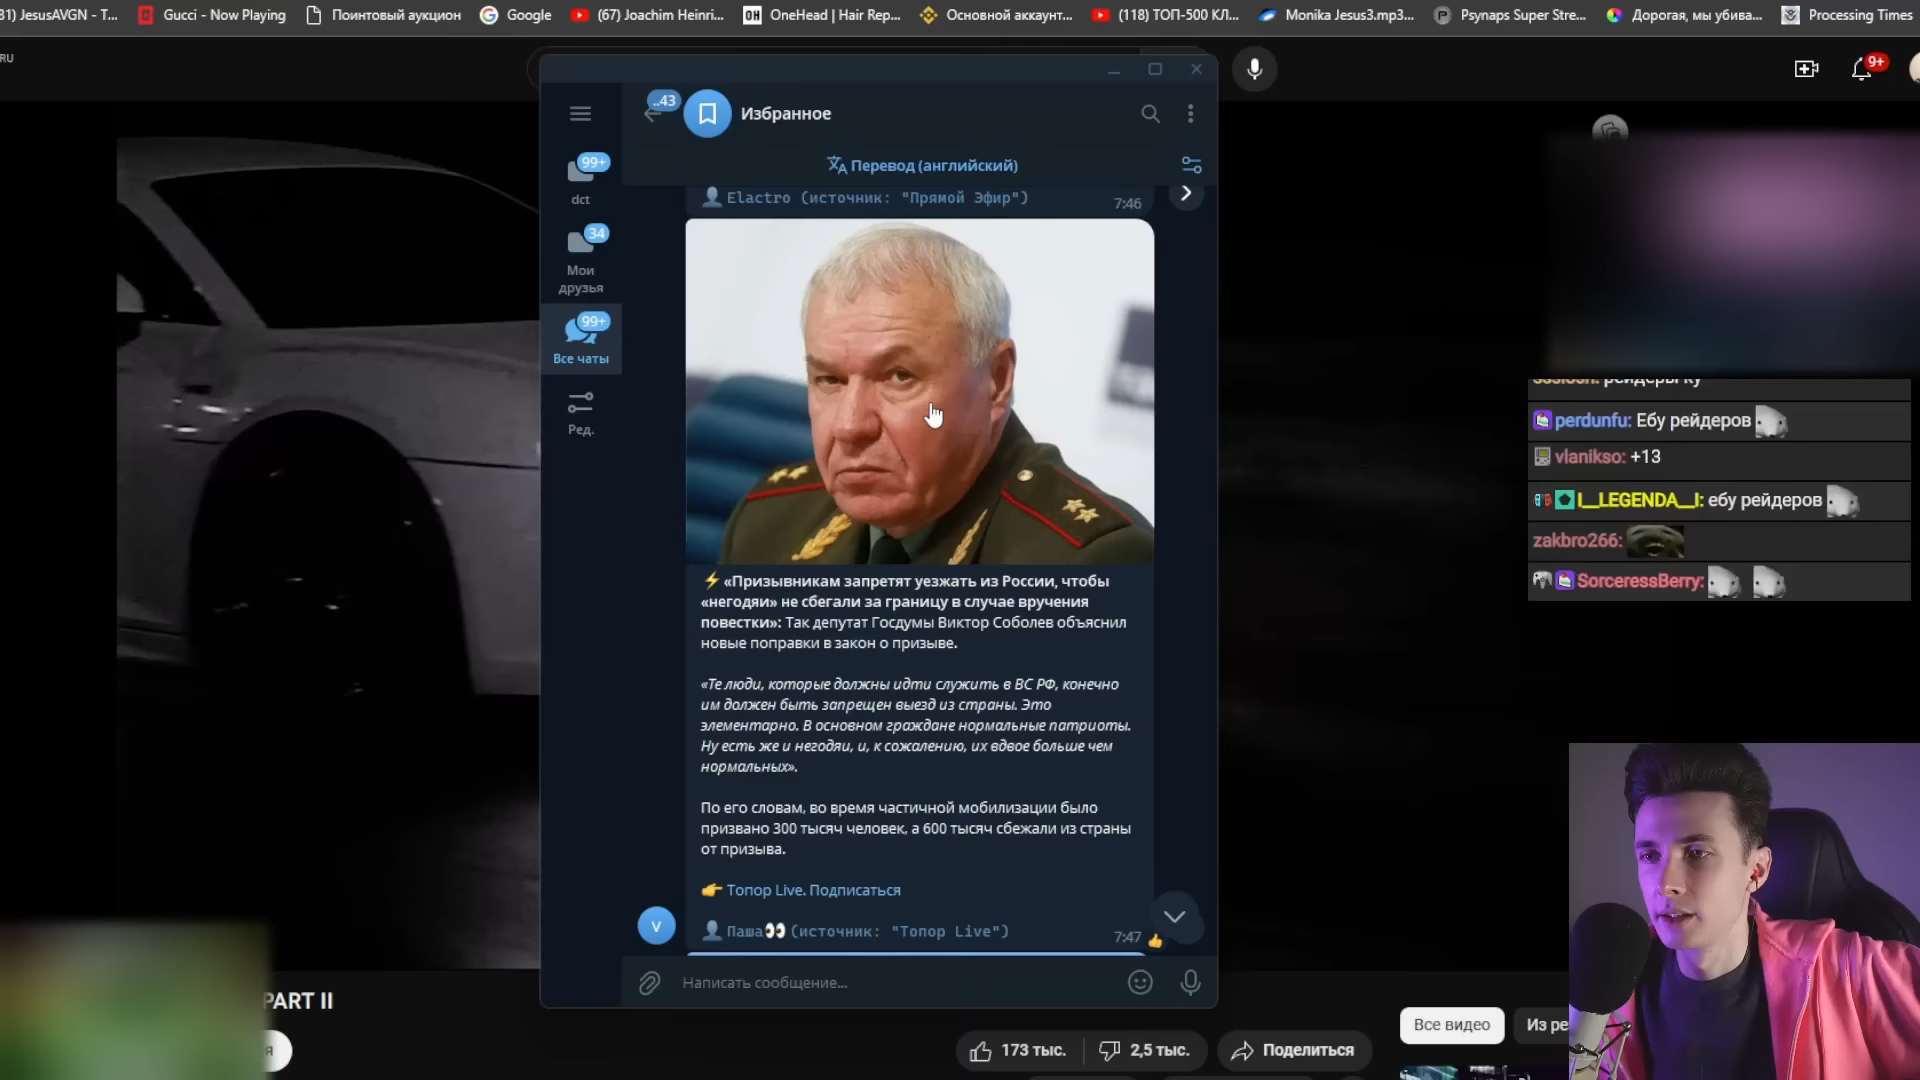 31) JesusAVGN - T...
Gucci - Now Playing
Поинтовый аукцион
Google
(67) Joachim Heinri...
OH
OneHead | Hair Rep...
Основной аккаунт...
(118) ТОП-500 КЛ...
Monika Jesus3.mp3...
Psynaps Super Stre...
Дорогая, мы убива...
Processing Times
RU
9+
..43
Избранное
Перевод (английский)
99+
dct
34
Мои
друзья
99+
Все чаты
Ред.
Elactro (источник: "Прямой Эфир")
7:46
⚡«Призывникам запретят уезжать из России, чтобы
«негодяи» не сбегали за границу в случае вручения
повестки»: Так депутат Госдумы Виктор Соболев объяснил
новые поправки в закон о призыве.
«Те люди, которые должны идти служить в ВС РФ, конечно
им должен быть запрещен выезд из страны. Это
элементарно. В основном граждане нормальные патриоты.
Ну есть же и негодяи, и, к сожалению, их вдвое больше чем
нормальных».
По его словам, во время частичной мобилизации было
призвано 300 тысяч человек, а 600 тысяч сбежали из страны
от призыва.
👉 Топор Live. Подписаться
V
Паша👀 (источник: "Топор Live")
7:47
Написать сообщение...
рейдеры ку
perdunfu: Ебу рейдеров
vlanikso: +13
I__LEGENDA__I: ебу рейдеров
zakbro266:
SorceressBerry:
PART II
я
173 тыс.
2,5 тыс.
Поделиться
Все видео
Из ре